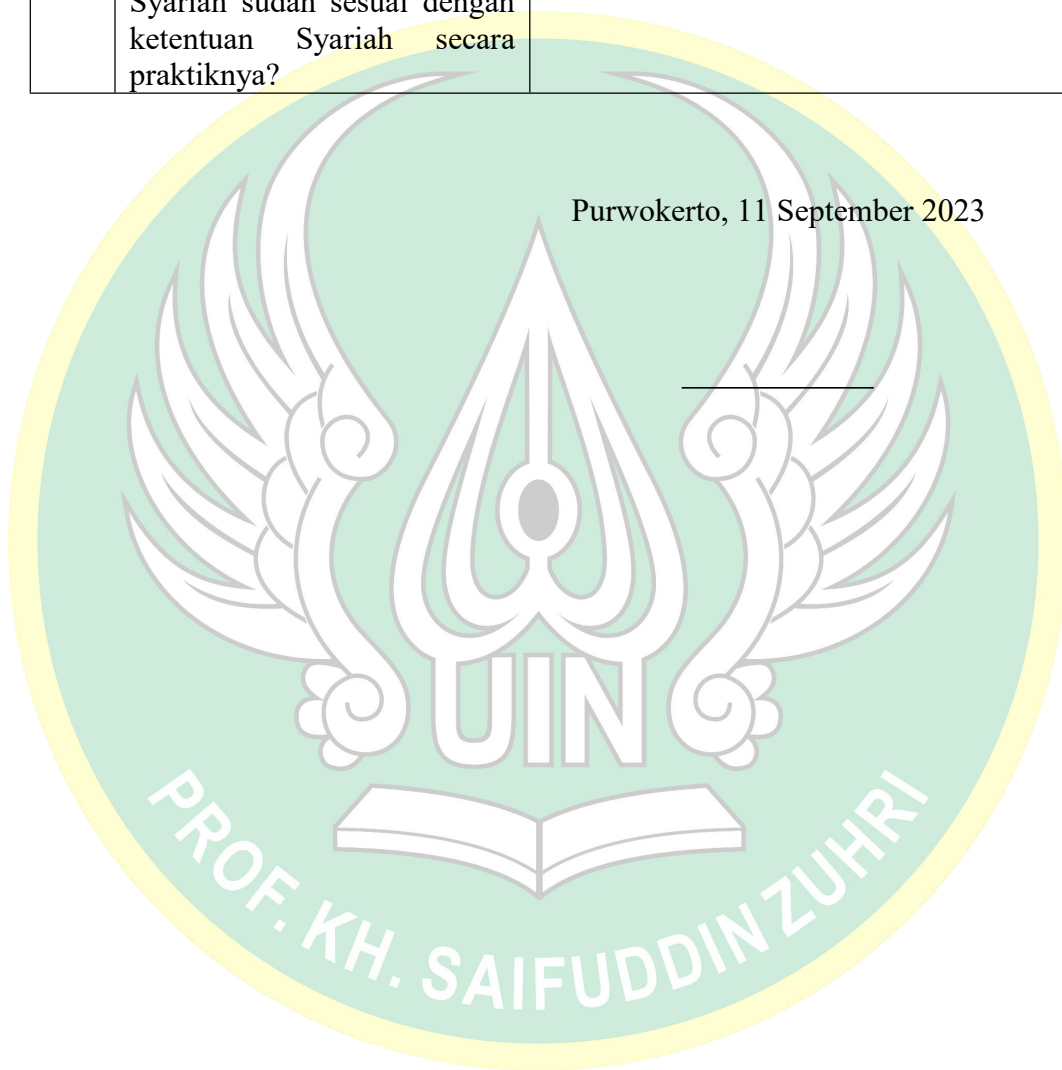 Syariah sudah sesuai dengan
ketentuan Syariah secara
praktiknya?
Purwokerto, 11 September 2023
UIN
PROF. KH. SAIFUDDIN ZUHRI